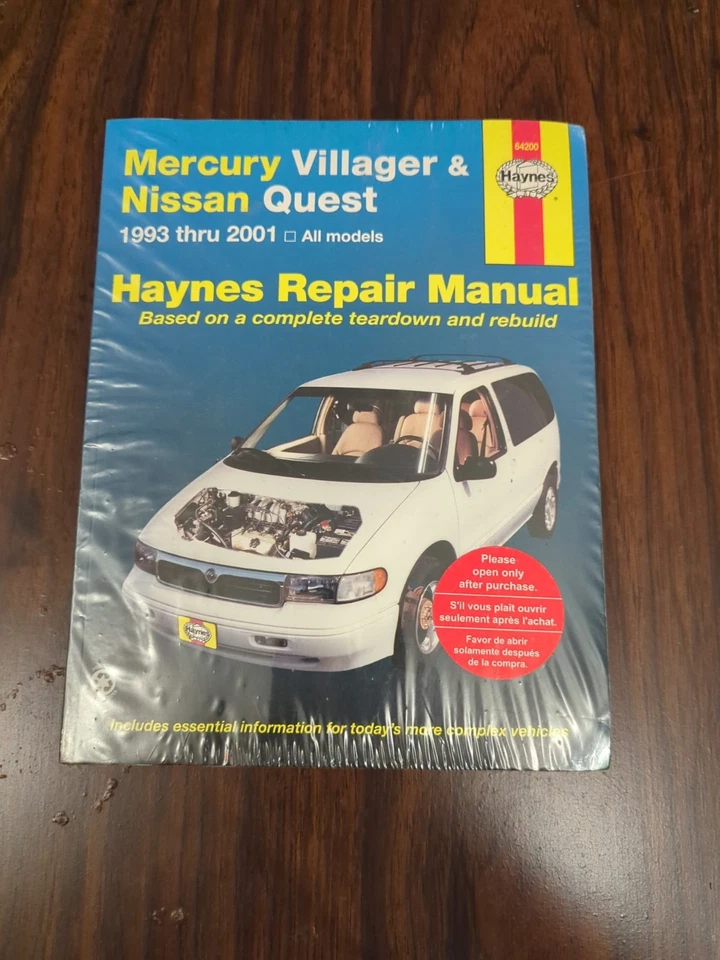 64200
Haynes
Mercury Villager &
Nissan Quest
1993 thru 2001 □ All models
Haynes Repair Manual
Based on a complete teardown and rebuild
Haynes
Please
open only
after purchase.
S'il vous plait ouvrir
seulement après l'achat.
Favor de abrir
solamente después
de la compra.
Includes essential information for today's more complex vehicles